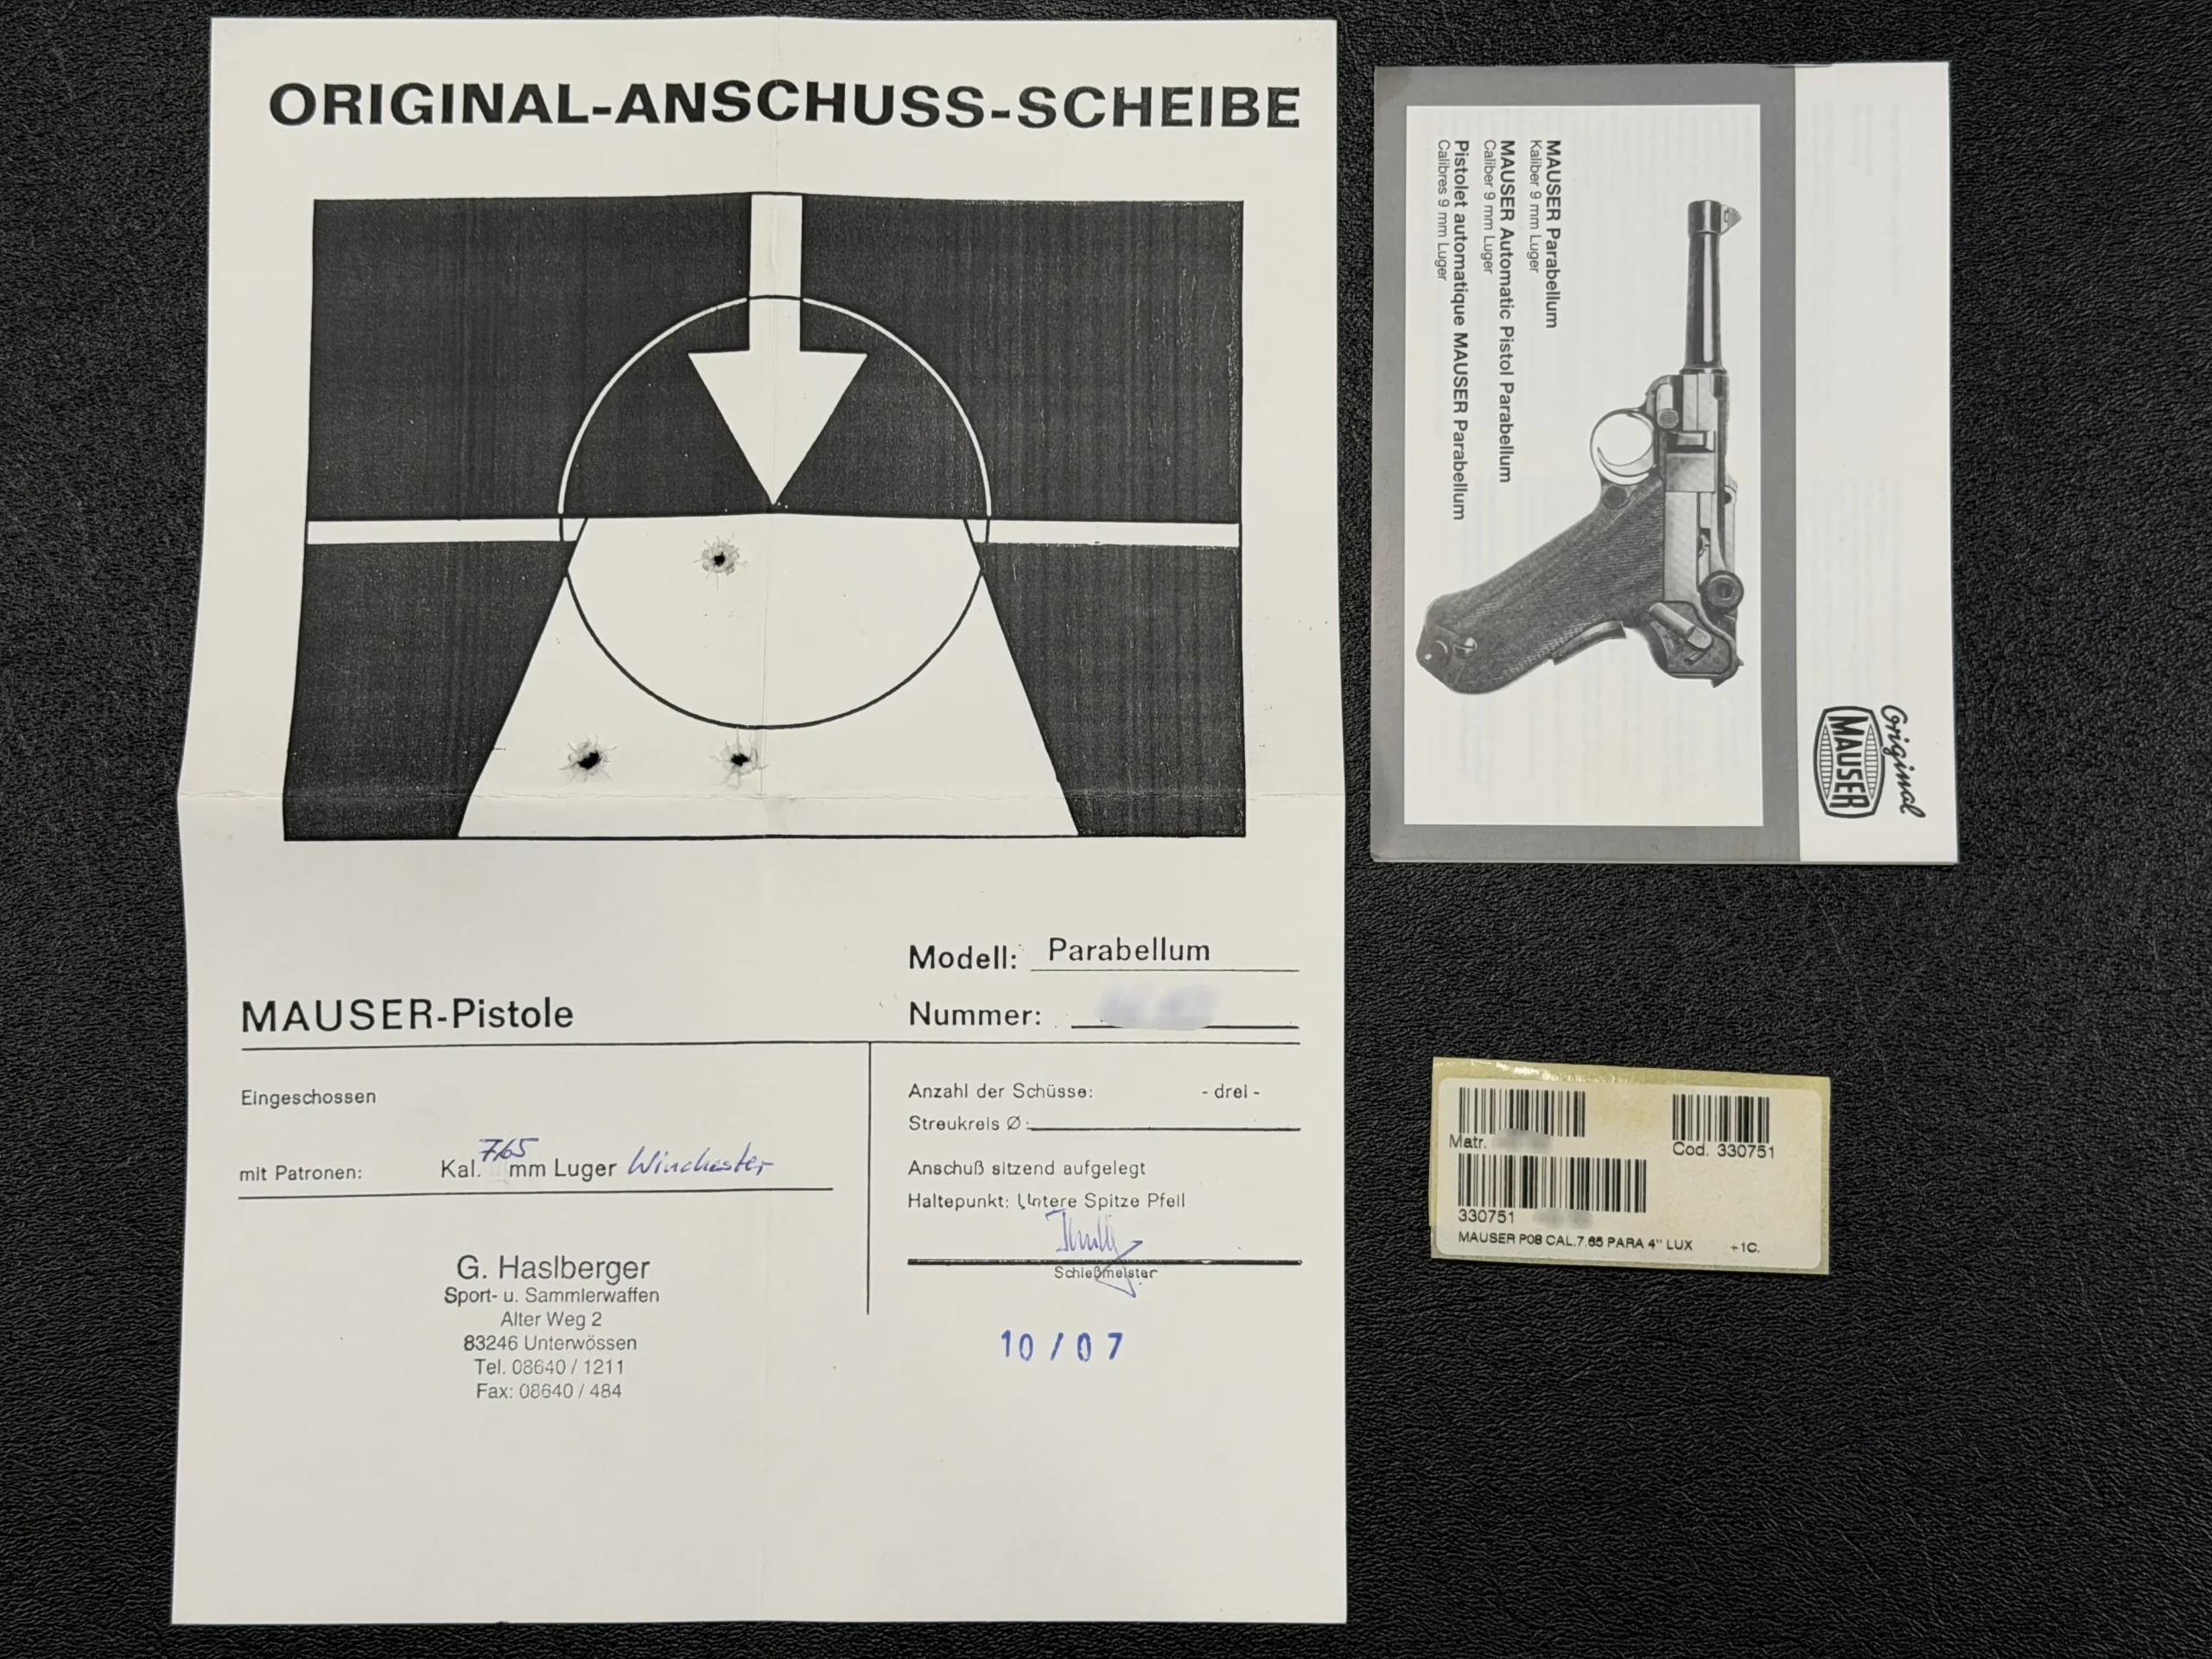 ORIGINAL-ANSCHUSS-SCHEIBE
Modell: Parabellum
MAUSER-Pistole
Nummer:
Eingeschossen
mit Patronen: Kal. 7,65 mm Luger Winchester
Anzahl der Schüsse: - drei -
Streukreis Ø:
Anschuß sitzend aufgelegt
Haltepunkt: Untere Spitze Pfeil
Schießmeister
10 / 07
G. Haslberger
Sport- u. Sammlerwaffen
Alter Weg 2
83246 Unterwössen
Tel. 08640 / 1211
Fax: 08640 / 484
MAUSER Parabellum
Kaliber 9 mm Luger
MAUSER Automatic Pistol Parabellum
Caliber 9 mm Luger
Pistolet automatique MAUSER Parabellum
Calibres 9 mm Luger
Original
MAUSER
Matr.
Cod. 330751
330751
MAUSER P08 CAL.7.65 PARA 4" LUX +1C.